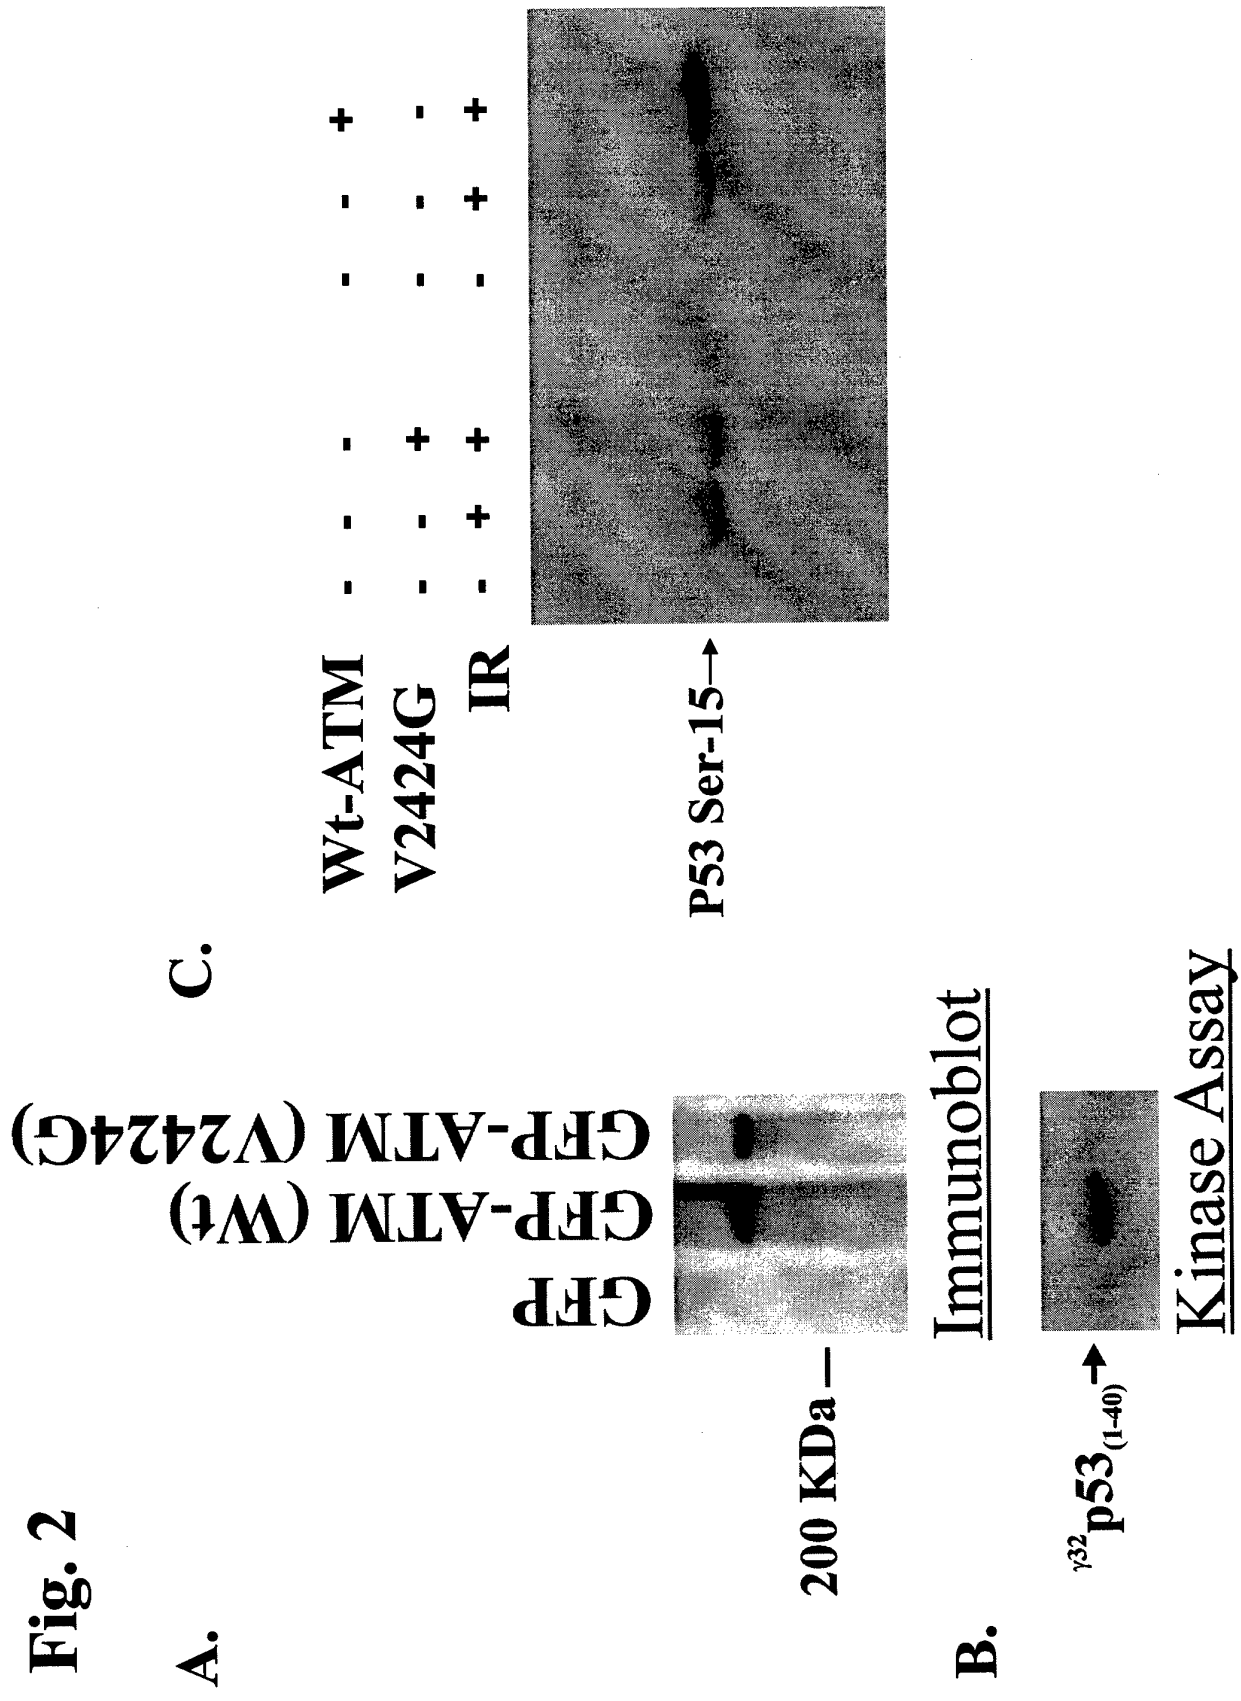 Fig. 2
A.
GFP
GFP-ATM (Wt)
GFP-ATM (V2424G)
200 KDa
Immunoblot
B.
γ32p53(1-40)
Kinase Assay
C.
Wt-ATM - - - - - +
V2424G - - + - - -
IR - + + - + +
P53 Ser-15